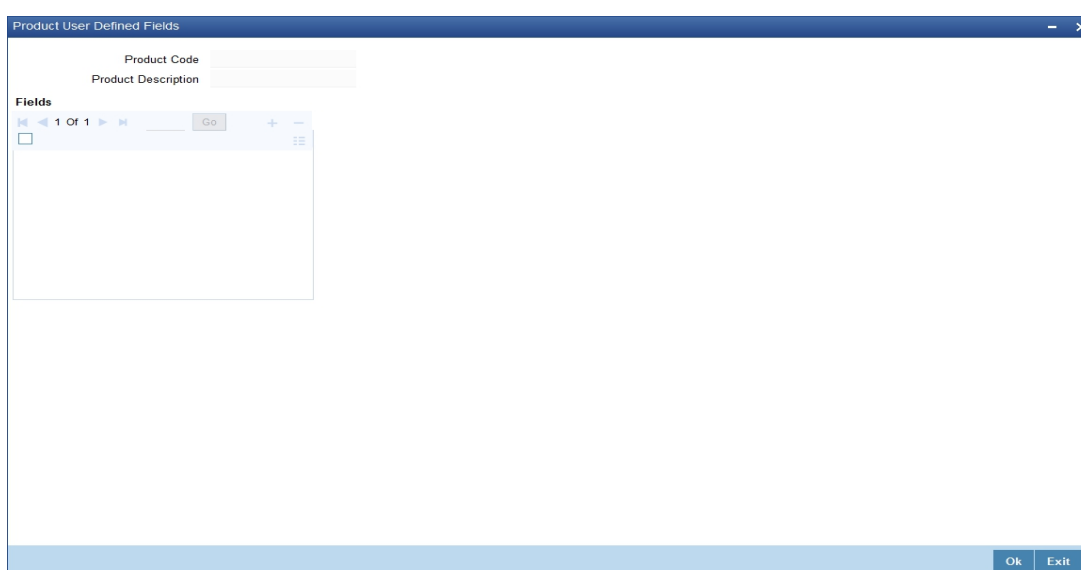 Product User Defined Fields
Product Code
Product Description
Fields
1 Of 1 Go
Ok Exit